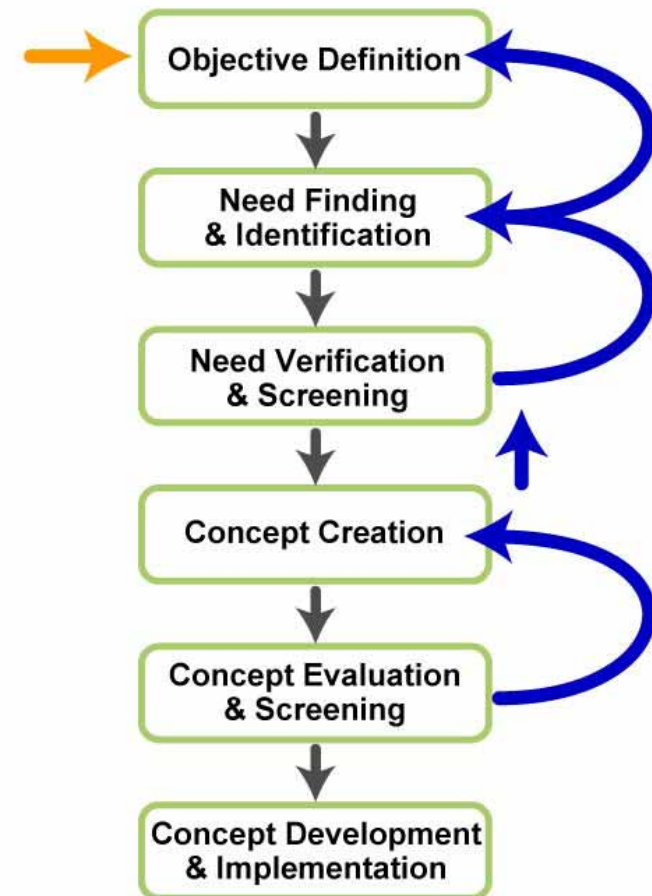 Objective Definition
Need Finding
& Identification
Need Verification
& Screening
Concept Creation
Concept Evaluation
& Screening
Concept Development
& Implementation